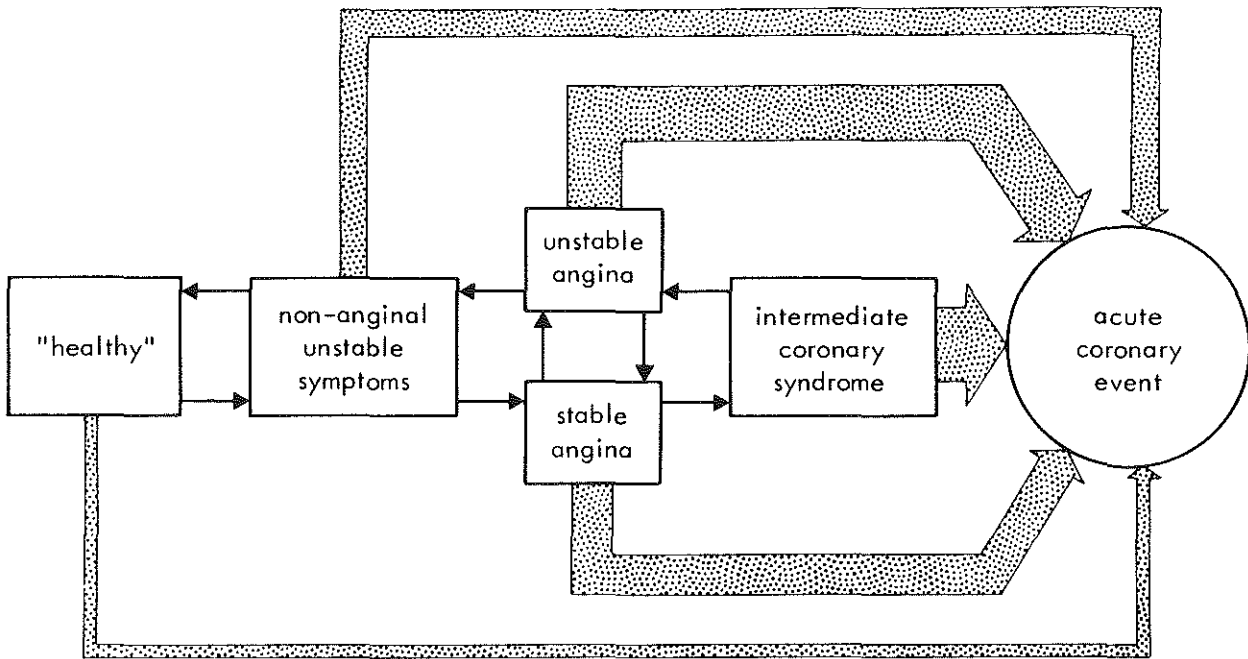 "healthy"
non-anginal
unstable
symptoms
unstable
angina
stable
angina
intermediate
coronary
syndrome
acute
coronary
event